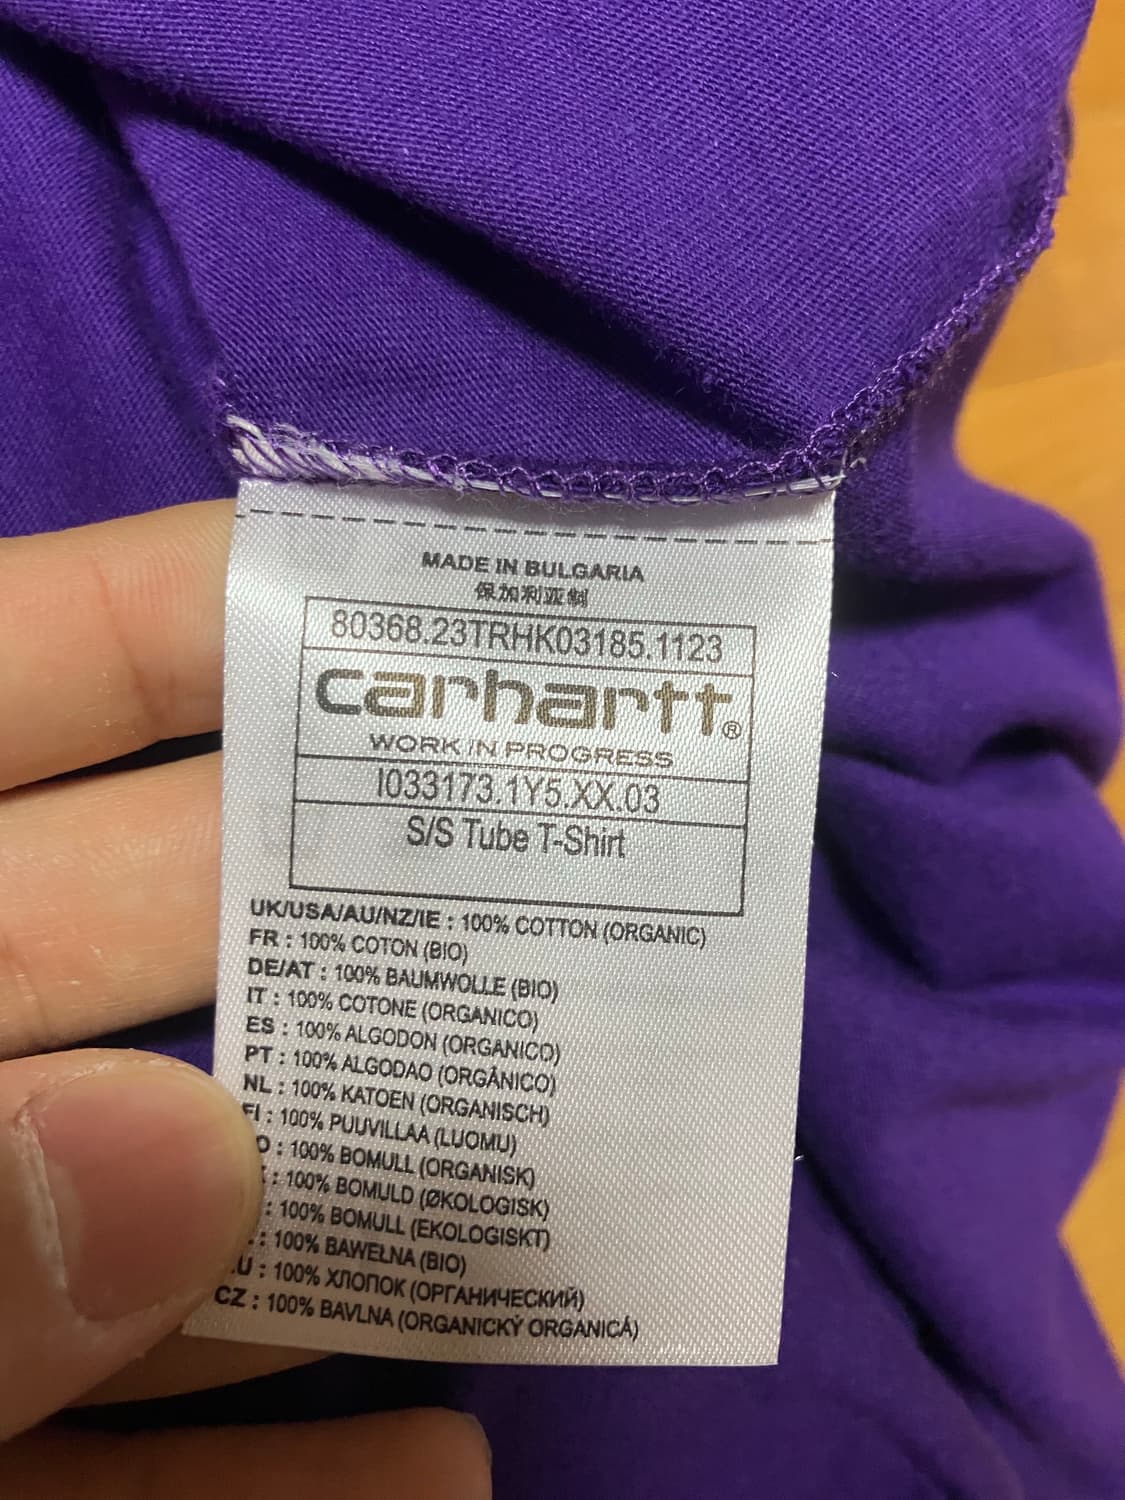 MADE IN BULGARIA
保加利亚制
80368.23TRHK03185.1123
carhartt®
WORK IN PROGRESS
I033173.1Y5.XX.03
S/S Tube T-Shirt
UK/USA/AU/NZ/IE : 100% COTTON (ORGANIC)
FR : 100% COTON (BIO)
DE/AT : 100% BAUMWOLLE (BIO)
IT : 100% COTONE (ORGANICO)
ES : 100% ALGODON (ORGANICO)
PT : 100% ALGODAO (ORGÂNICO)
NL : 100% KATOEN (ORGANISCH)
FI : 100% PUUVILLAA (LUOMU)
: 100% BOMULL (ORGANISK)
: 100% BOMULD (ØKOLOGISK)
: 100% BOMULL (EKOLOGISKT)
: 100% BAWEŁNA (BIO)
: 100% ХЛОПОК (ОРГАНИЧЕСКИЙ)
CZ : 100% BAVLNA (ORGANICKÝ ORGANICÁ)